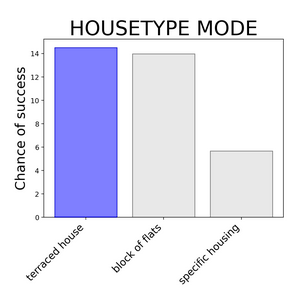 HOUSETYPE MODE
Chance of success
14
12
10
8
6
4
2
0
terraced house
block of flats
specific housing